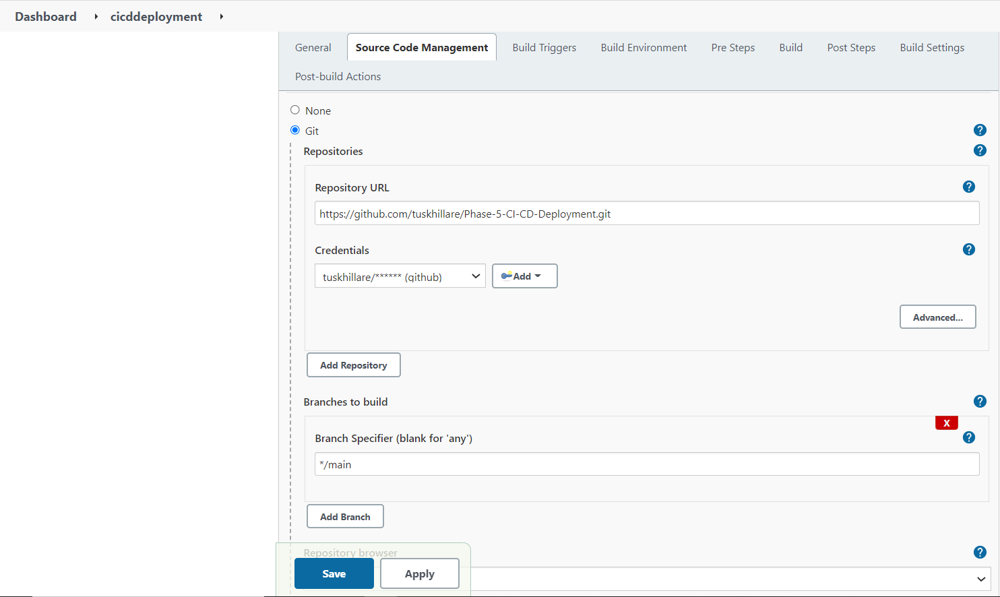 Dashboard
cicddeployment
General Source Code Management Build Triggers Build Environment Pre Steps Build Post Steps Build Settings
Post-build Actions
None
Git
?
Repositories
?
Repository URL
?
https://github.com/tuskhillare/Phase-5-CI-CD-Deployment.git
Credentials
?
tuskhillare/****** (github)
Add
Advanced...
Add Repository
Branches to build
?
X
Branch Specifier (blank for 'any')
?
*/main
Add Branch
Repository browser
?
Save Apply